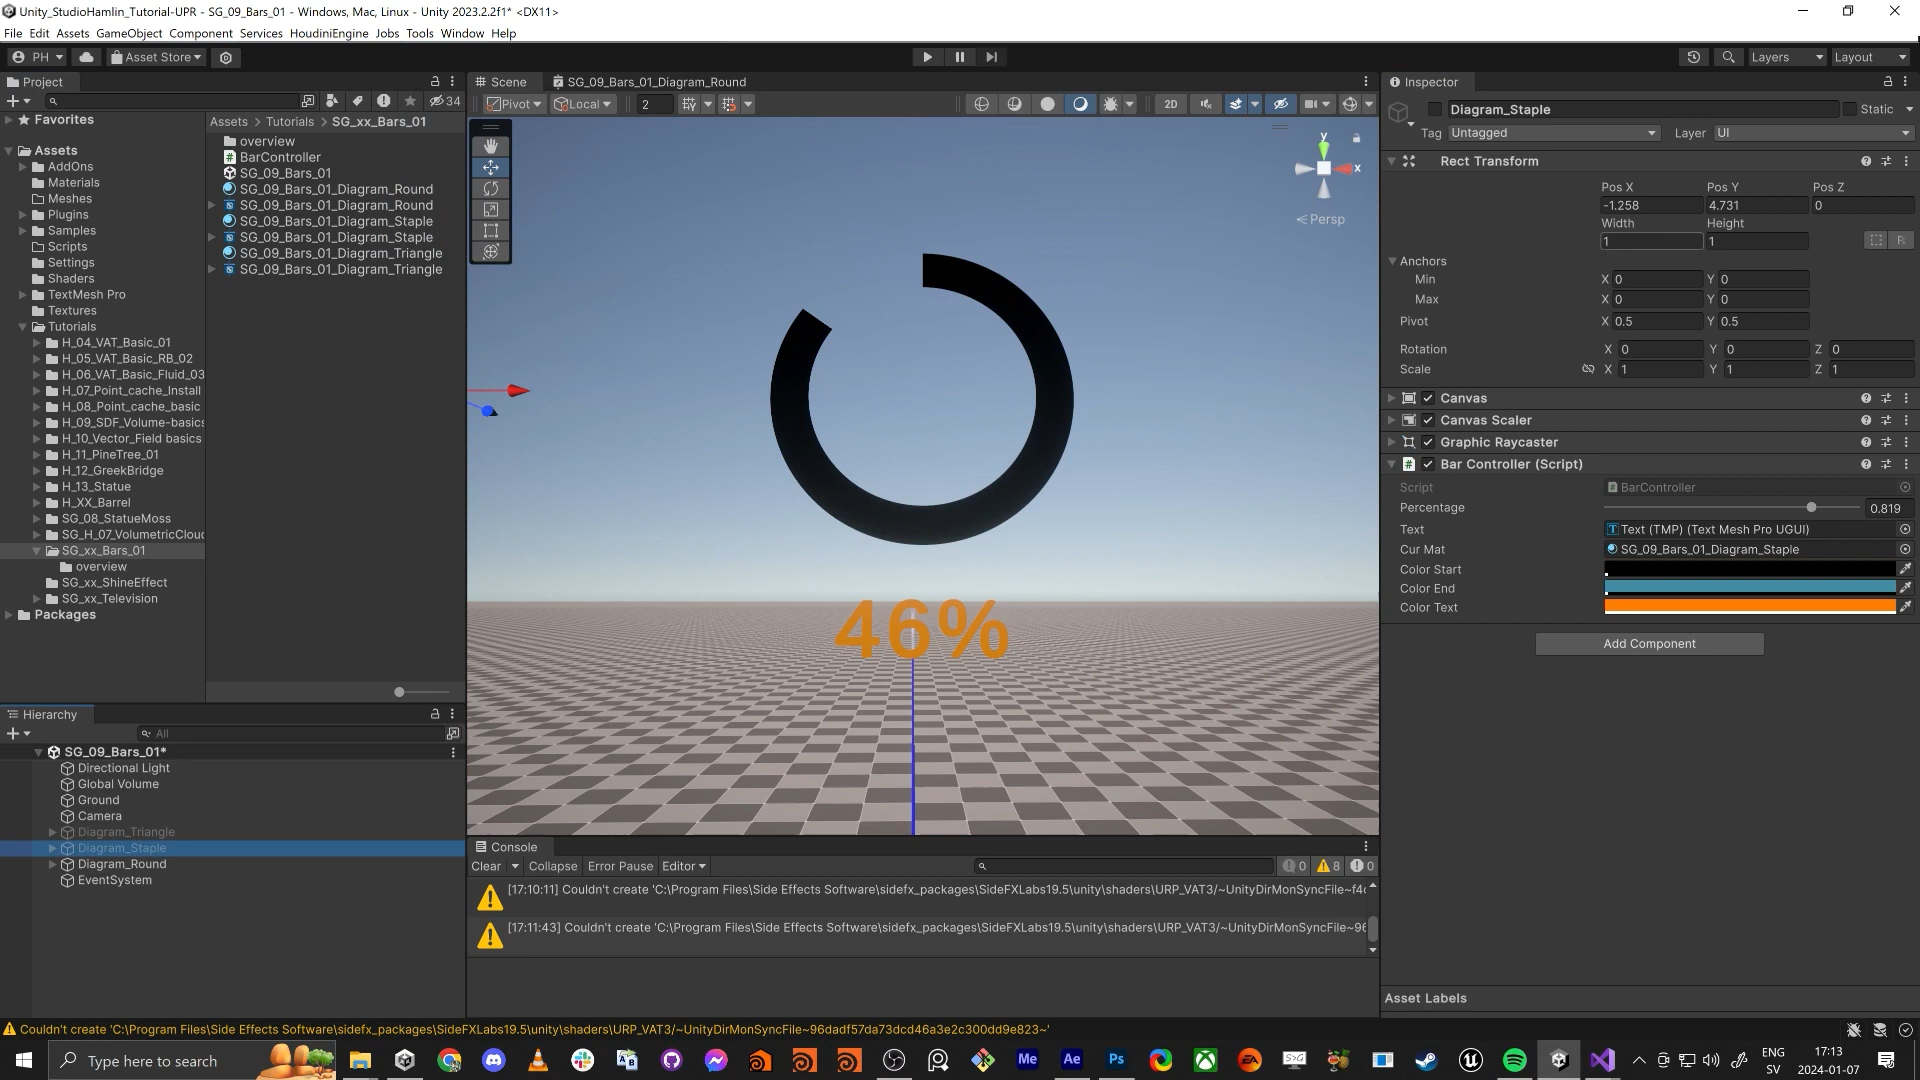 Unity_StudioHamlin_Tutorial-UPR - SG_09_Bars_01 - Windows, Mac, Linux - Unity 2023.2.2f1* <DX11>
File Edit Assets GameObject Component Services HoudiniEngine Jobs Tools Window Help
PH Asset Store Layers Layout
Project
34
Favorites
Assets
AddOns
Materials
Meshes
Plugins
Samples
Scripts
Settings
Shaders
TextMesh Pro
Textures
Tutorials
H_04_VAT_Basic_01
H_05_VAT_Basic_RB_02
H_06_VAT_Basic_Fluid_03
H_07_Point_cache_Install
H_08_Point_cache_basic
H_09_SDF_Volume-basics
H_10_Vector_Field basics
H_11_PineTree_01
H_12_GreekBridge
H_13_Statue
H_XX_Barrel
SG_08_StatueMoss
SG_H_07_VolumetricClouc
SG_xx_Bars_01
overview
SG_xx_ShineEffect
SG_xx_Television
Packages
Assets > Tutorials > SG_xx_Bars_01
overview
BarController
SG_09_Bars_01
SG_09_Bars_01_Diagram_Round
SG_09_Bars_01_Diagram_Round
SG_09_Bars_01_Diagram_Staple
SG_09_Bars_01_Diagram_Staple
SG_09_Bars_01_Diagram_Triangle
SG_09_Bars_01_Diagram_Triangle
Hierarchy
All
SG_09_Bars_01*
Directional Light
Global Volume
Ground
Camera
Diagram_Triangle
Diagram_Staple
Diagram_Round
EventSystem
Scene SG_09_Bars_01_Diagram_Round
Pivot Local 2 2D
y
x
Persp
46%
Console
Clear Collapse Error Pause Editor 0 8 0
[17:10:11] Couldn't create 'C:\Program Files\Side Effects Software\sidefx_packages\SideFXLabs19.5\unity\shaders\URP_VAT3/~UnityDirMonSyncFile~f4
[17:11:43] Couldn't create 'C:\Program Files\Side Effects Software\sidefx_packages\SideFXLabs19.5\unity\shaders\URP_VAT3/~UnityDirMonSyncFile~96
Inspector
Diagram_Staple Static
Tag Untagged Layer UI
Rect Transform
Pos X Pos Y Pos Z
-1.258 4.731 0
Width Height
1 1 R
Anchors
Min X 0 Y 0
Max X 0 Y 0
Pivot X 0.5 Y 0.5
Rotation X 0 Y 0 Z 0
Scale X 1 Y 1 Z 1
Canvas
Canvas Scaler
Graphic Raycaster
# Bar Controller (Script)
Script BarController
Percentage 0.819
Text Text (TMP) (Text Mesh Pro UGUI)
Cur Mat SG_09_Bars_01_Diagram_Staple
Color Start
Color End
Color Text
Add Component
Asset Labels
Couldn't create 'C:\Program Files\Side Effects Software\sidefx_packages\SideFXLabs19.5\unity\shaders\URP_VAT3/~UnityDirMonSyncFile~96dadf57da73dcd46a3e2c300dd9e823~'
Type here to search
Me Ae Ps EA
ENG 17:13
SV 2024-01-07